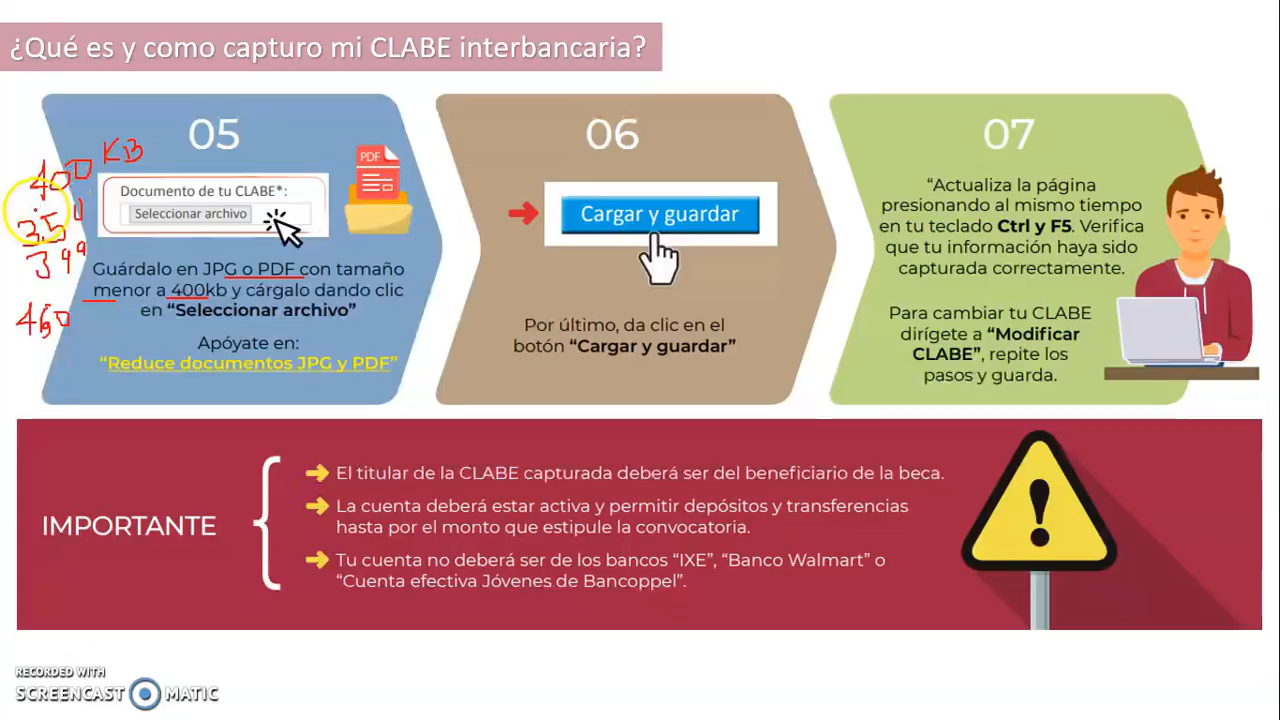 ¿Qué es y como capturo mi CLABE interbancaria?
05
400 KB
350
399
460
PDF
Documento de tu CLABE*:
Seleccionar archivo
Guárdalo en JPG o PDF con tamaño
menor a 400kb y cárgalo dando clic
en “Seleccionar archivo”
Apóyate en:
“Reduce documentos JPG y PDF”
06
Cargar y guardar
Por último, da clic en el
botón “Cargar y guardar”
07
“Actualiza la página
presionando al mismo tiempo
en tu teclado Ctrl y F5. Verifica
que tu información haya sido
capturada correctamente.
Para cambiar tu CLABE
dirígete a “Modificar
CLABE”, repite los
pasos y guarda.
IMPORTANTE
El titular de la CLABE capturada deberá ser del beneficiario de la beca.
La cuenta deberá estar activa y permitir depósitos y transferencias
hasta por el monto que estipule la convocatoria.
Tu cuenta no deberá ser de los bancos “IXE”, “Banco Walmart” o
“Cuenta efectiva Jóvenes de Bancoppel”.
RECORDED WITH
SCREENCAST MATIC